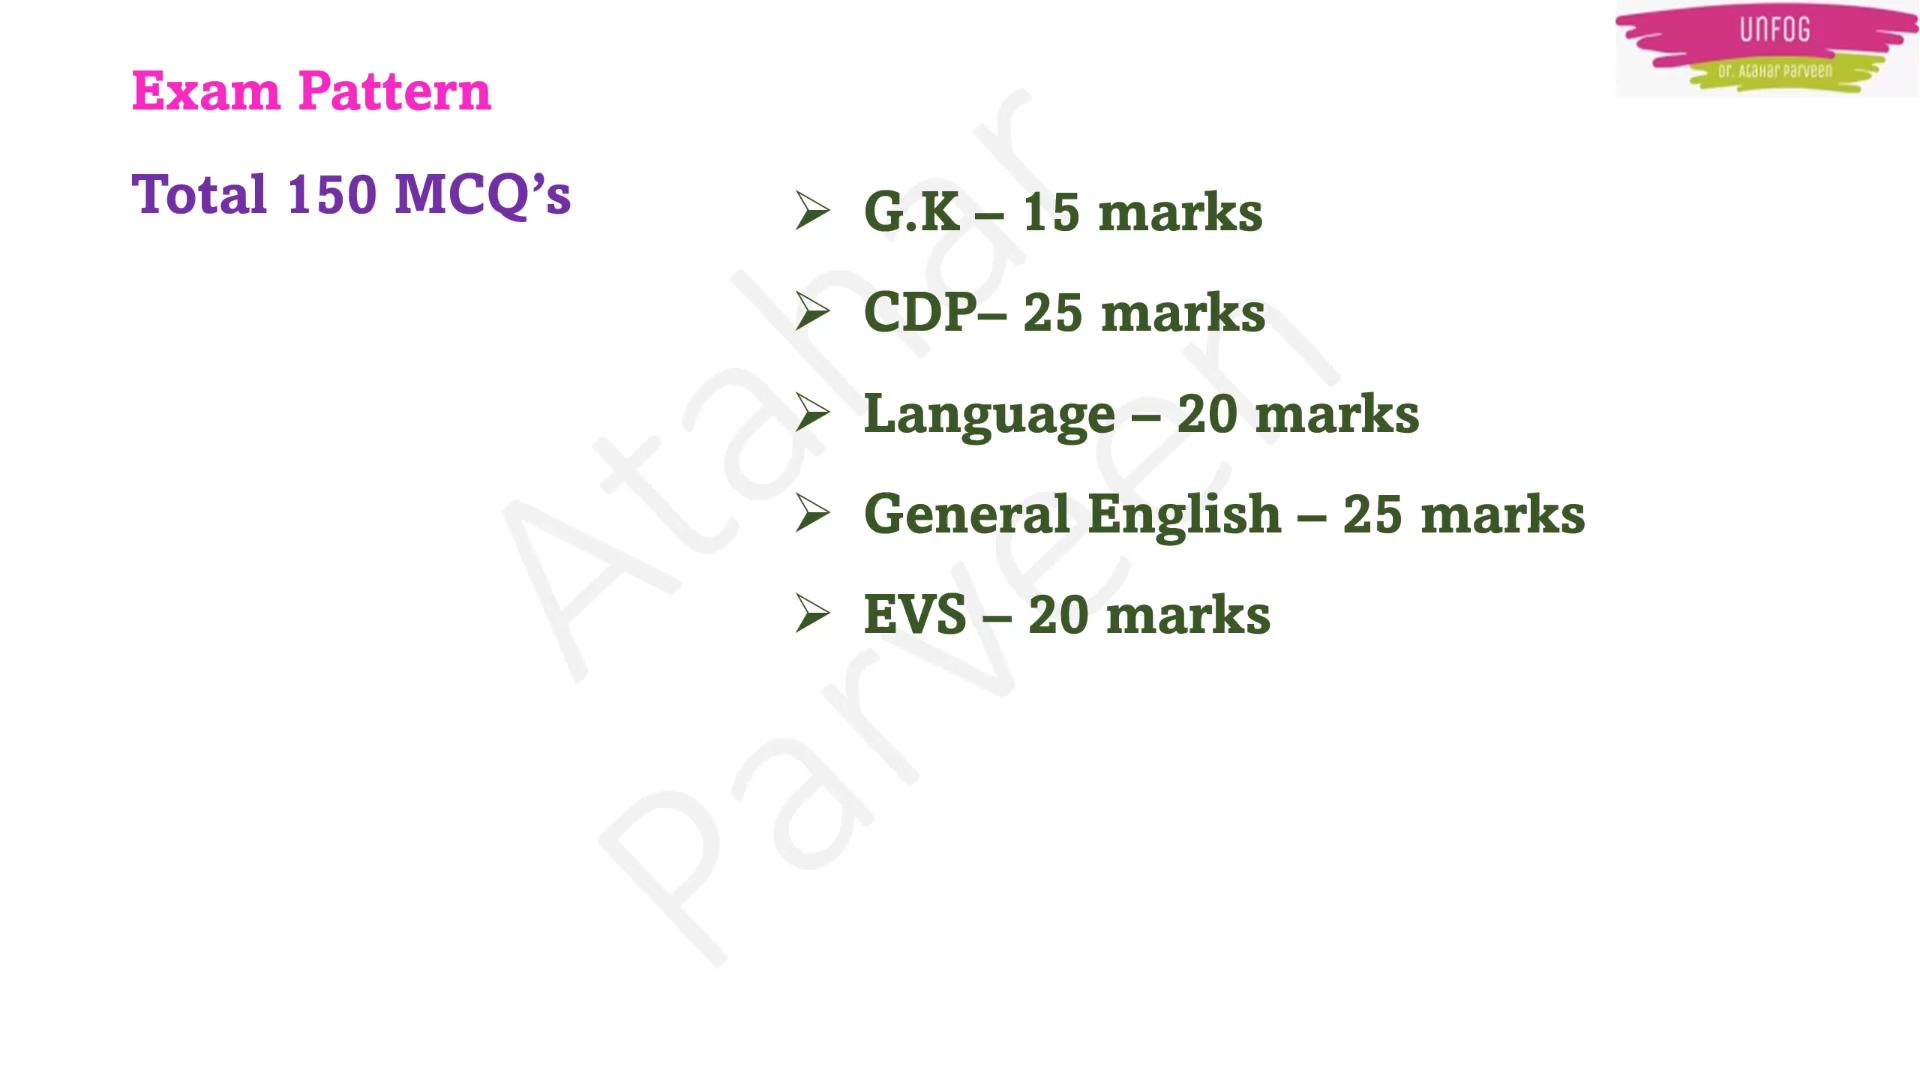 UNFOG
Dr. Atahar Parveen
Exam Pattern
Total 150 MCQ’s
➢ G.K – 15 marks
➢ CDP– 25 marks
➢ Language – 20 marks
➢ General English – 25 marks
➢ EVS – 20 marks
Atahar
Parveen